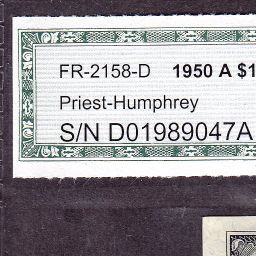 FR-2158-D 1950 A $1
Priest-Humphrey
S/N D01989047A